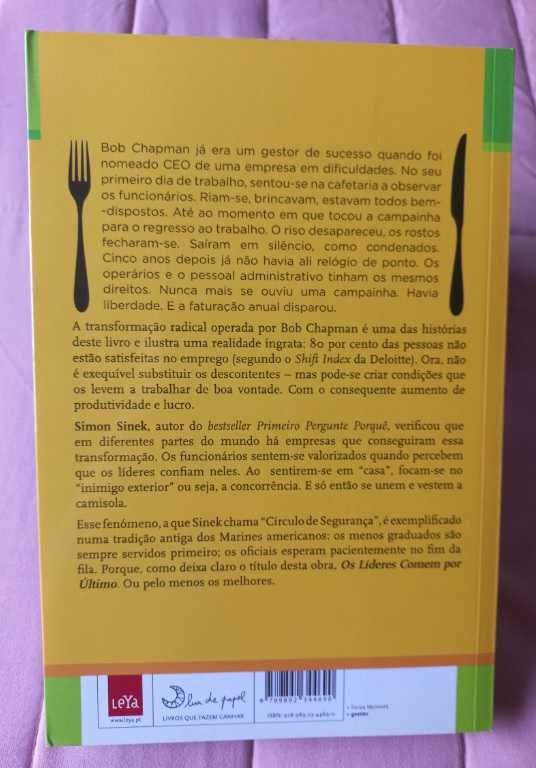 Bob Chapman já era um gestor de sucesso quando foi
nomeado CEO de uma empresa em dificuldades. No seu
primeiro dia de trabalho, sentou-se na cafetaria a observar
os funcionários. Riam-se, brincavam, estavam todos bem-
-dispostos. Até ao momento em que tocou a campainha
para o regresso ao trabalho. O riso desapareceu, os rostos
fecharam-se. Saíram em silêncio, como condenados.
Cinco anos depois já não havia ali relógio de ponto. Os
operários e o pessoal administrativo tinham os mesmos
direitos. Nunca mais se ouviu uma campainha. Havia
liberdade. E a faturação anual disparou.
A transformação radical operada por Bob Chapman é uma das histórias
deste livro e ilustra uma realidade ingrata: 80 por cento das pessoas não
estão satisfeitas no emprego (segundo o Shift Index da Deloitte). Ora, não
é exequível substituir os descontentes – mas pode-se criar condições que
os levem a trabalhar de boa vontade. Com o consequente aumento de
produtividade e lucro.
Simon Sinek, autor do bestseller Primeiro Pergunte Porquê, verificou que
em diferentes partes do mundo há empresas que conseguiram essa
transformação. Os funcionários sentem-se valorizados quando percebem
que os líderes confiam neles. Ao sentirem-se em “casa”, focam-se no
“inimigo exterior” ou seja, a concorrência. E só então se unem e vestem a
camisola.
Esse fenómeno, a que Sinek chama “Círculo de Segurança”, é exemplificado
numa tradição antiga dos Marines americanos: os menos graduados são
sempre servidos primeiro; os oficiais esperam pacientemente no fim da
fila. Porque, como deixa claro o título desta obra, Os Líderes Comem por
Último. Ou pelo menos os melhores.
LeYa
www.leya.pt
lua de papel
LIVROS QUE FAZEM GANHAR
ISBN:
gestão